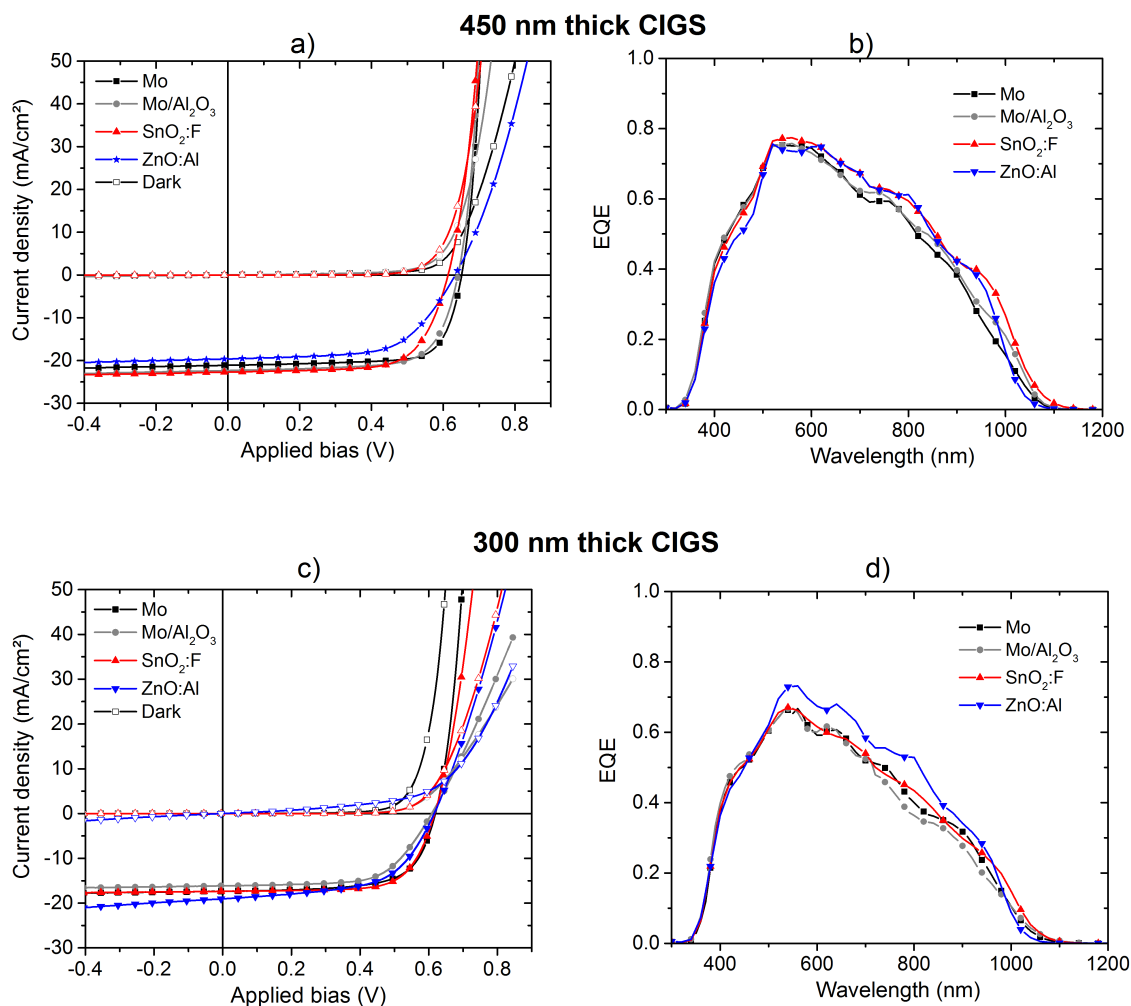 450 nm thick CIGS
a)
50
40
30
20
10
0
-10
-20
-30
Current density (mA/cm²)
Mo
Mo/Al₂O₃
SnO₂:F
ZnO:Al
Dark
-0.4 -0.2 0.0 0.2 0.4 0.6 0.8
Applied bias (V)
b)
1.0
0.8
0.6
0.4
0.2
0.0
EQE
Mo
Mo/Al₂O₃
SnO₂:F
ZnO:Al
400 600 800 1000 1200
Wavelength (nm)
300 nm thick CIGS
c)
50
40
30
20
10
0
-10
-20
-30
Current density (mA/cm²)
Mo
Mo/Al₂O₃
SnO₂:F
ZnO:Al
Dark
-0.4 -0.2 0.0 0.2 0.4 0.6 0.8
Applied bias (V)
d)
1.0
0.8
0.6
0.4
0.2
0.0
EQE
Mo
Mo/Al₂O₃
SnO₂:F
ZnO:Al
400 600 800 1000 1200
Wavelength (nm)